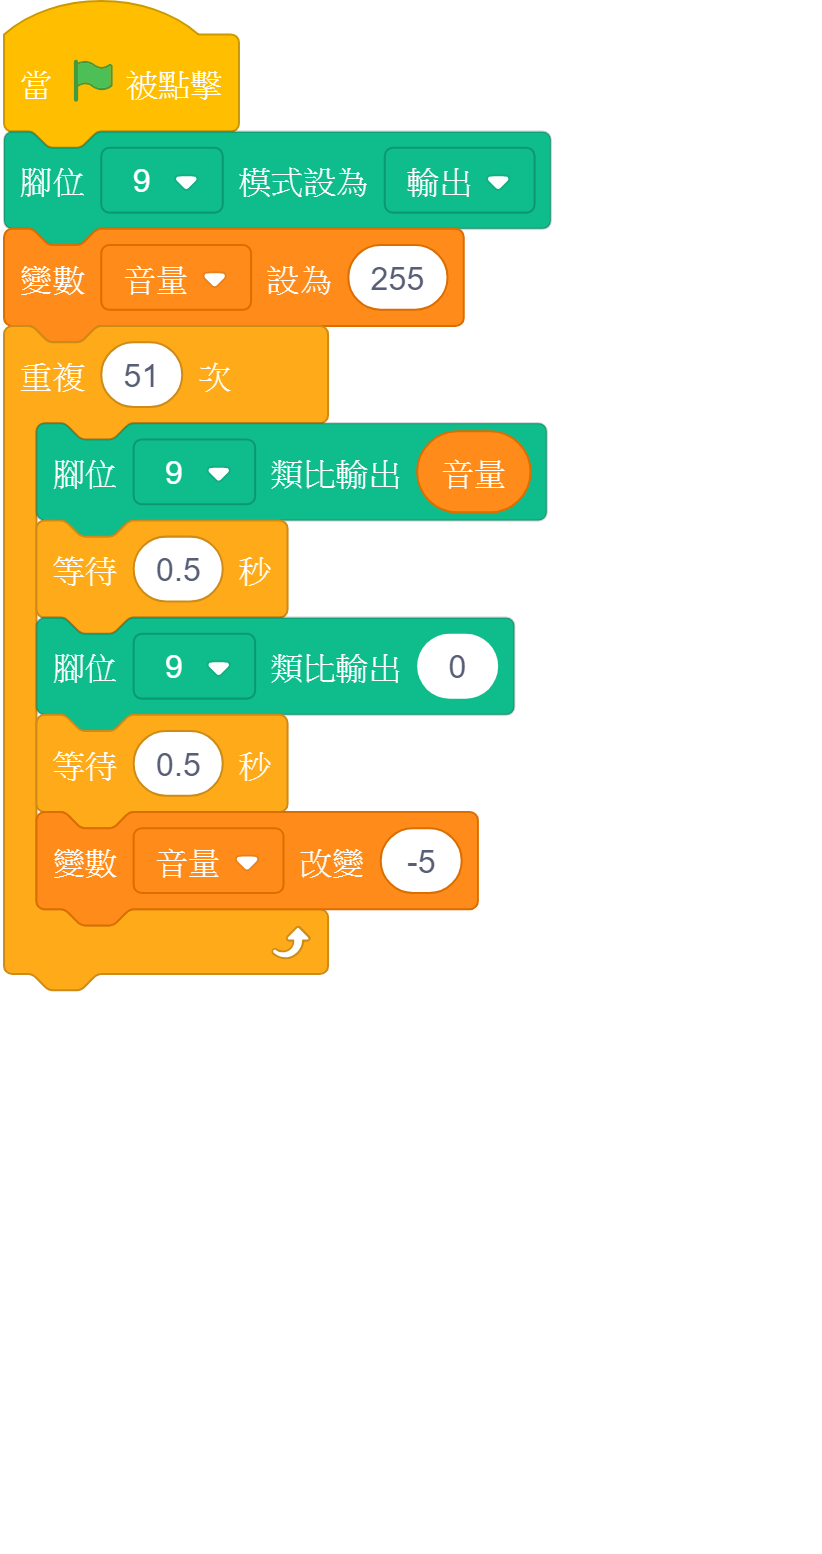 當 被點擊
腳位 9 模式設為 輸出
變數 音量 設為 255
重複 51 次
腳位 9 類比輸出 音量
等待 0.5 秒
腳位 9 類比輸出 0
等待 0.5 秒
變數 音量 改變 -5